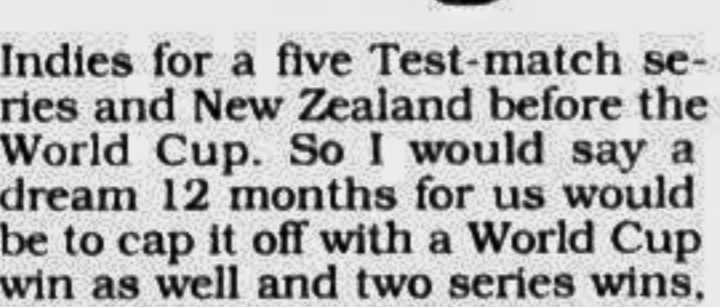 Indies for a five Test-match se-
ries and New Zealand before the
World Cup. So I would say a
dream 12 months for us would
be to cap it off with a World Cup
win as well and two series wins,